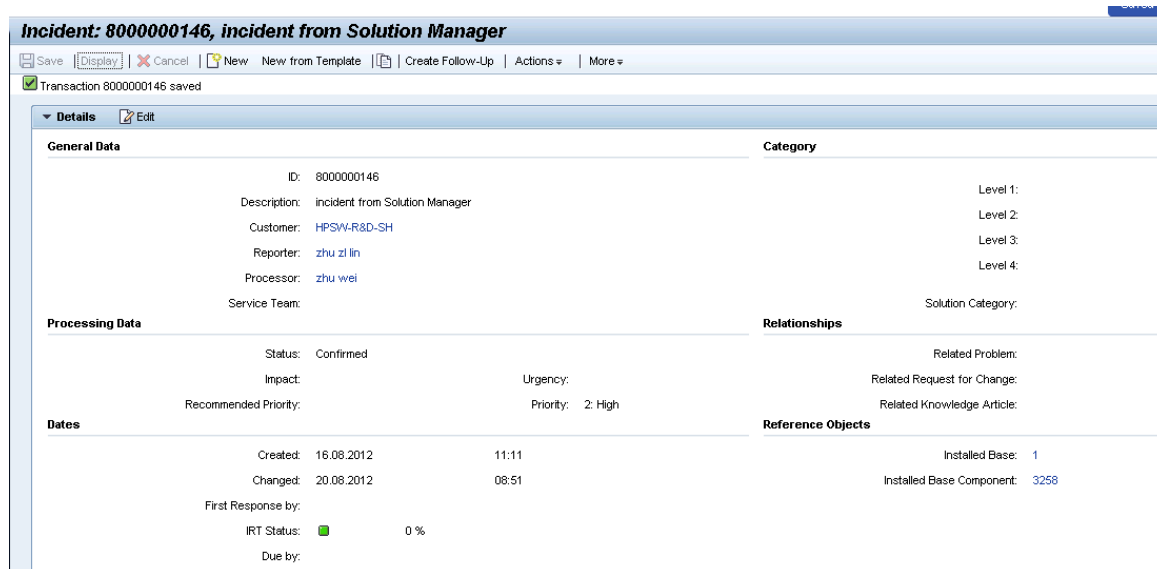 Saved
Incident: 8000000146, incident from Solution Manager
Save | Display | Cancel | New New from Template | | Create Follow-Up | Actions | More
Transaction 8000000146 saved
Details Edit
General Data Category
ID: 8000000146
Level 1:
Description: incident from Solution Manager
Level 2:
Customer: HPSW-R&D-SH
Level 3:
Reporter: zhu zl lin
Level 4:
Processor: zhu wei
Service Team: Solution Category:
Processing Data Relationships
Status: Confirmed Related Problem:
Impact: Urgency: Related Request for Change:
Recommended Priority: Priority: 2: High Related Knowledge Article:
Dates Reference Objects
Created: 16.08.2012 11:11 Installed Base: 1
Changed: 20.08.2012 08:51 Installed Base Component: 3258
First Response by:
IRT Status: 0 %
Due by: